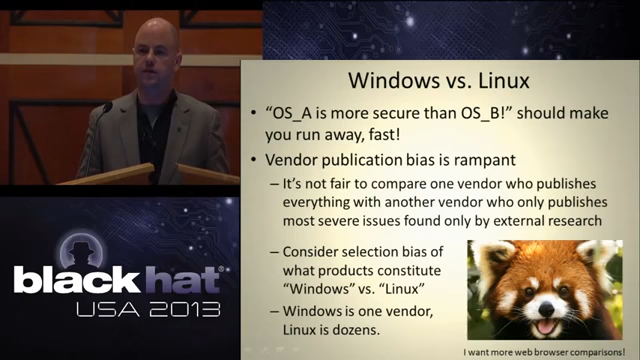 black hat®
USA 2013
Windows vs. Linux
• “OS_A is more secure than OS_B!” should make
you run away, fast!
• Vendor publication bias is rampant
– It’s not fair to compare one vendor who publishes
everything with another vendor who only publishes
most severe issues found only by external research
– Consider selection bias of
what products constitute
“Windows” vs. “Linux”
– Windows is one vendor,
Linux is dozens.
I want more web browser comparisons!